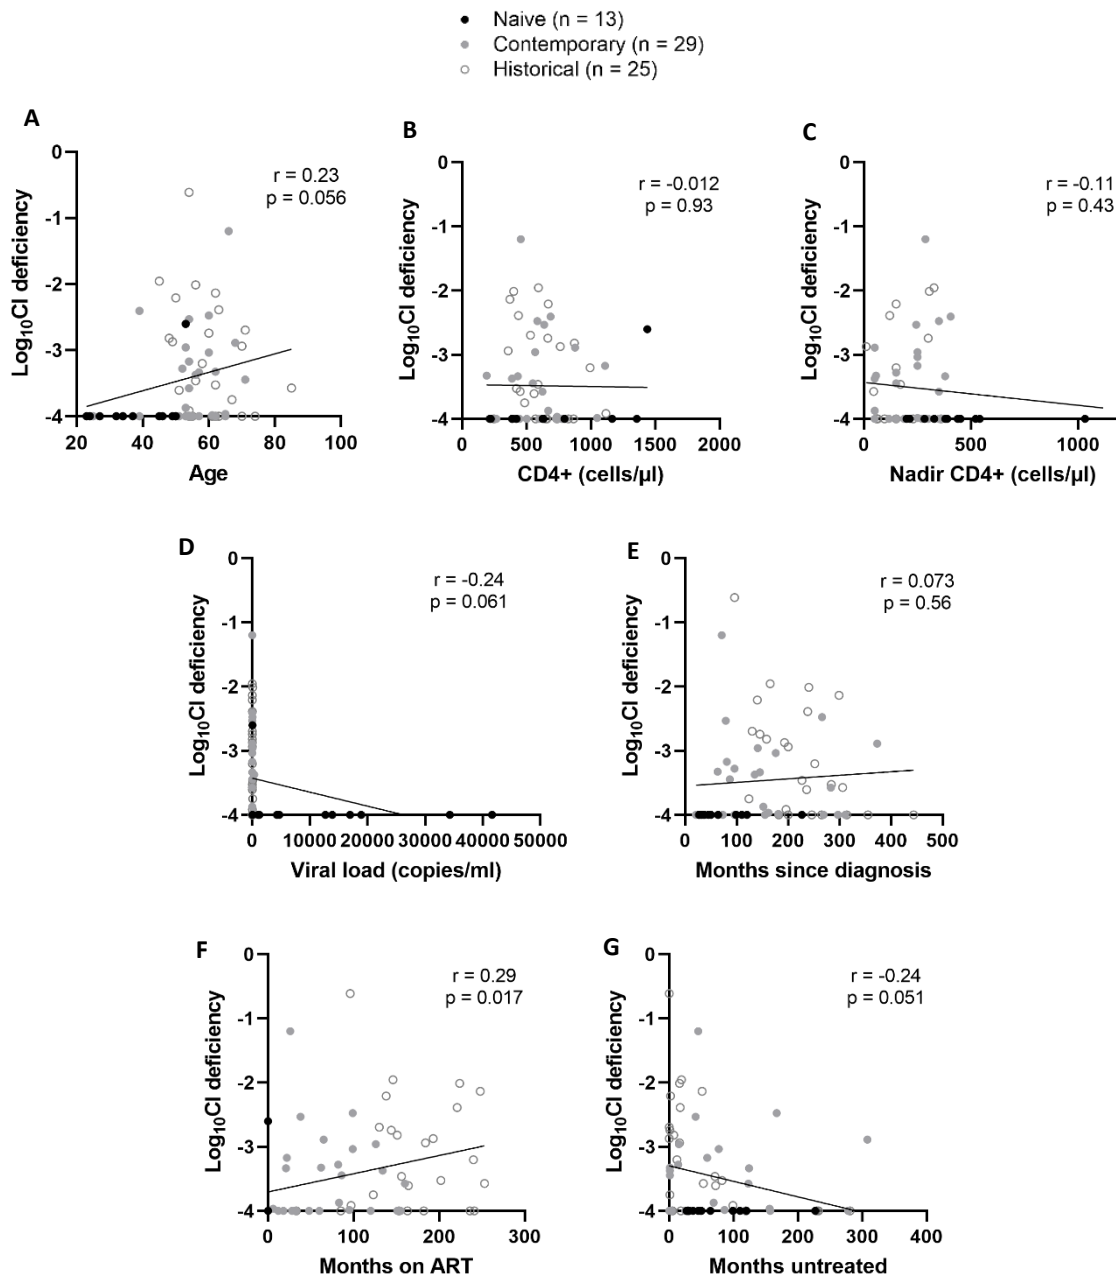 Naive (n = 13)
Contemporary (n = 29)
Historical (n = 25)
A
Log10CI deficiency
0
-1
-2
-3
-4
20 40 60 80 100
Age
r = 0.23
p = 0.056
B
Log10CI deficiency
0
-1
-2
-3
-4
0 500 1000 1500 2000
CD4+ (cells/µl)
r = -0.012
p = 0.93
C
Log10CI deficiency
0
-1
-2
-3
-4
0 500 1000
Nadir CD4+ (cells/µl)
r = -0.11
p = 0.43
D
Log10CI deficiency
0
-1
-2
-3
-4
0 10000 20000 30000 40000 50000
Viral load (copies/ml)
r = -0.24
p = 0.061
E
Log10CI deficiency
0
-1
-2
-3
-4
0 100 200 300 400 500
Months since diagnosis
r = 0.073
p = 0.56
F
Log10CI deficiency
0
-1
-2
-3
-4
0 100 200 300
Months on ART
r = 0.29
p = 0.017
G
Log10CI deficiency
0
-1
-2
-3
-4
0 100 200 300 400
Months untreated
r = -0.24
p = 0.051